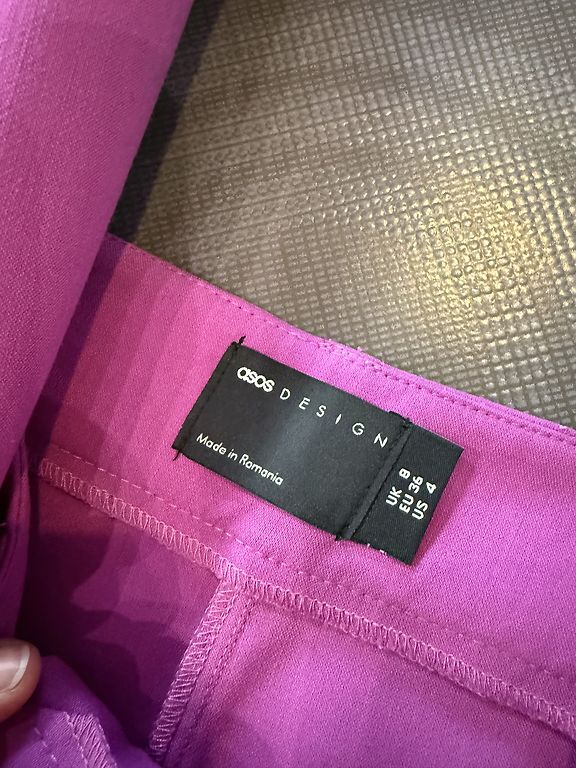 asos DESIGN
Made in Romania
UK 8
EU 36
US 4